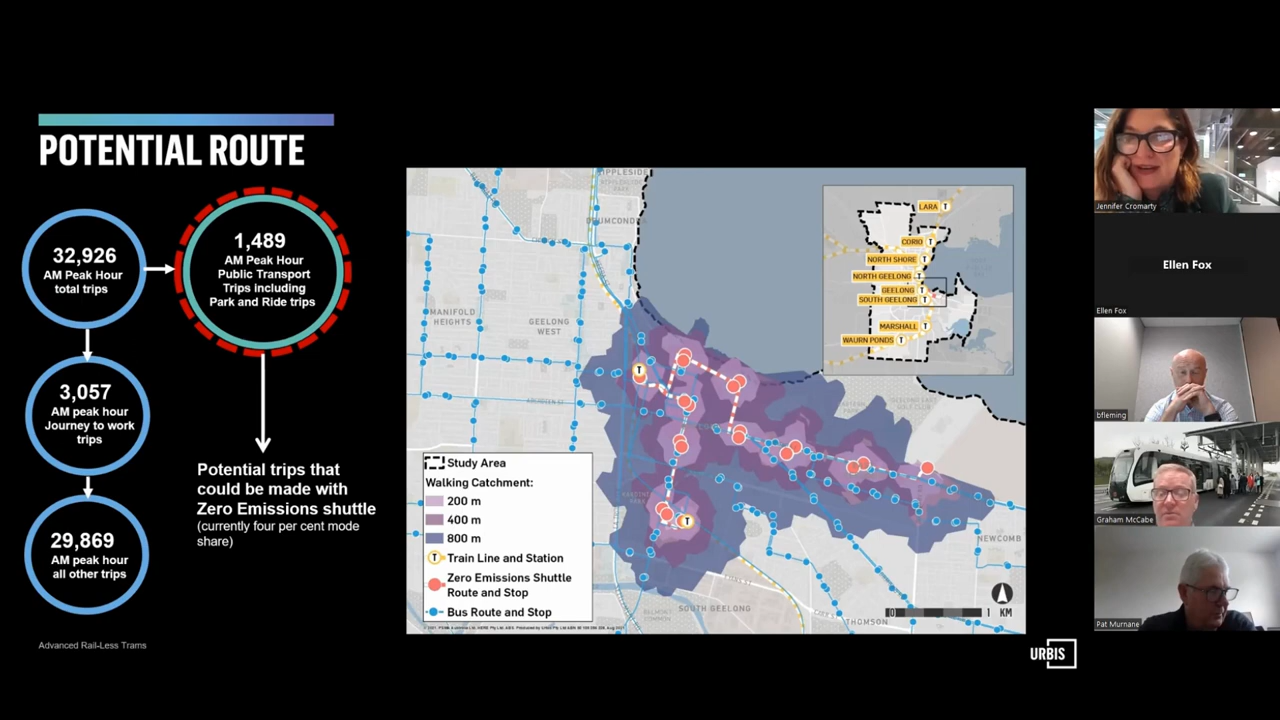 POTENTIAL ROUTE
32,926
AM Peak Hour
total trips
1,489
AM Peak Hour
Public Transport
Trips including
Park and Ride trips
3,057
AM peak hour
Journey to work
trips
29,869
AM peak hour
all other trips
Potential trips that
could be made with
Zero Emissions shuttle
(currently four per cent mode
share)
Advanced Rail-Less Trams
MANIFOLD
HEIGHTS
GEELONG
WEST
LARA T
CORIO T
NORTH SHORE T
NORTH GEELONG T
GEELONG T
SOUTH GEELONG T
MARSHALL T
WAURN PONDS T
T
T
NEWCOMB
SOUTH GEELONG
THOMSON
Study Area
Walking Catchment:
200 m
400 m
800 m
T Train Line and Station
Zero Emissions Shuttle
Route and Stop
Bus Route and Stop
0 1 KM
URBIS
Jennifer Cromarty
Ellen Fox
Ellen Fox
bfleming
Graham McCabe
Pat Murnane